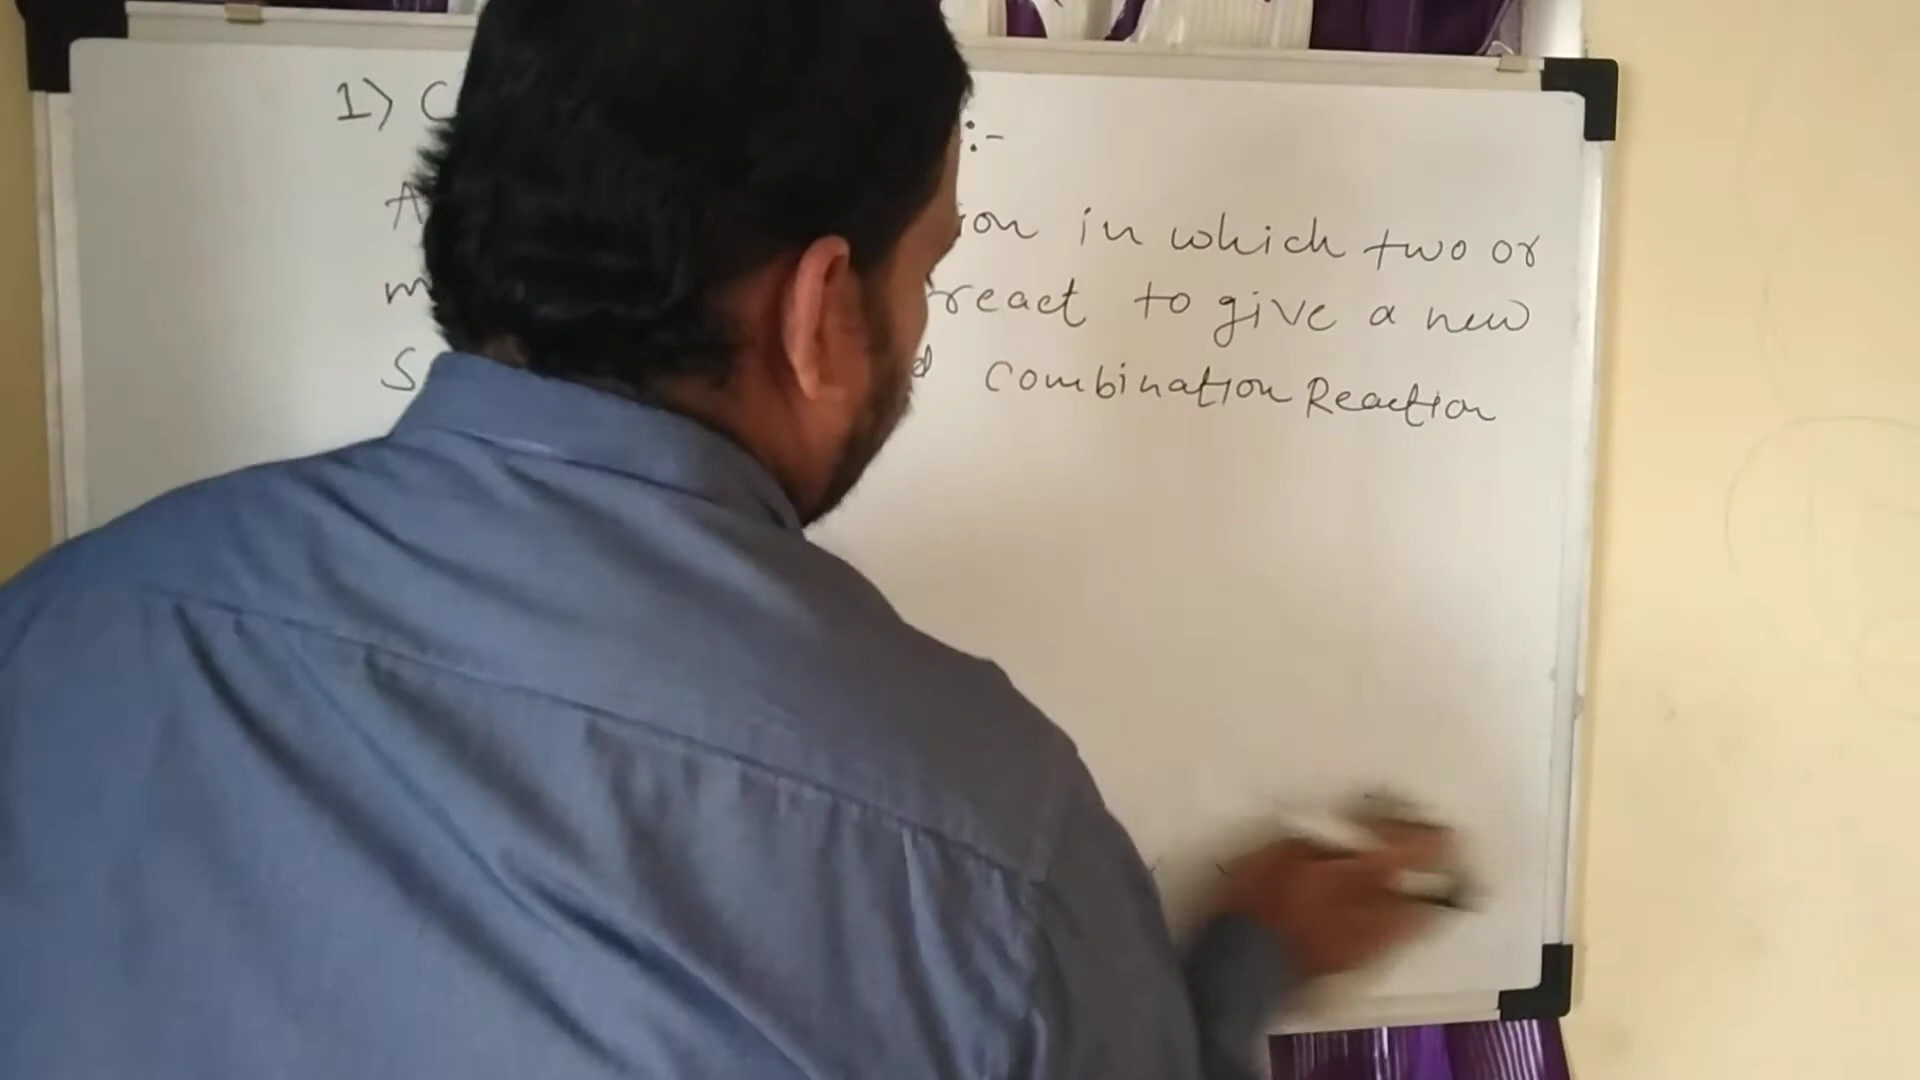 1) C :-
A ion in which two or
m react to give a new
S d Combination Reaction